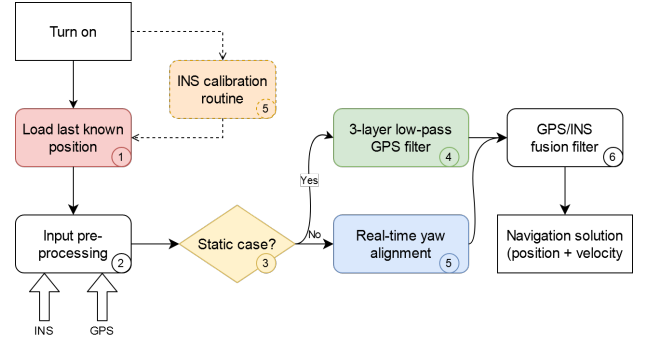 Turn on
INS calibration
routine
5
Load last known
position
1
3-layer low-pass
GPS filter
4
GPS/INS
fusion filter
6
Yes
Input pre-
processing
2
Static case?
3
No
Real-time yaw
alignment
5
Navigation solution
(position + velocity
INS
GPS